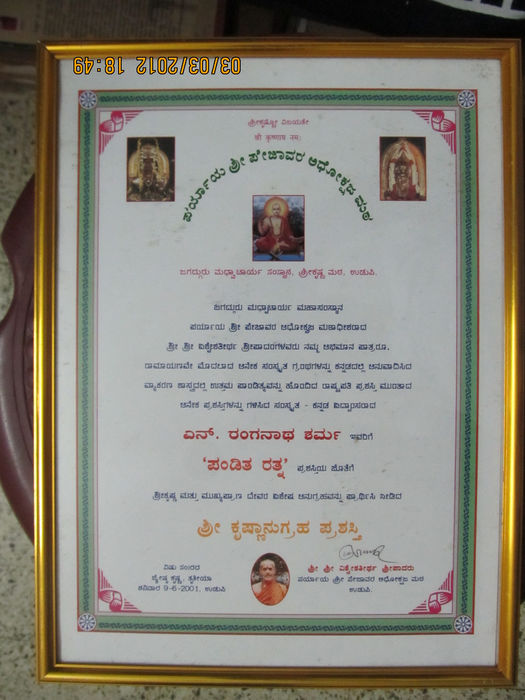 03/03/2012 18:49
ಶ್ರೀಕೃಷ್ಣೋ ವಿಜಯತೇ
श्री कृष्णाय नमः
ಪರ್ಯಾಯ ಶ್ರೀ ಪೇಜಾವರ ಅಧೋಕ್ಷಜ ಮಠ
ಜಗದ್ಗುರು ಮಧ್ವಾಚಾರ್ಯ ಸಂಸ್ಥಾನ, ಶ್ರೀಕೃಷ್ಣ ಮಠ, ಉಡುಪಿ.
ಜಗದ್ಗುರು ಮಧ್ವಾಚಾರ್ಯ ಮಹಾಸಂಸ್ಥಾನ
ಪರ್ಯಾಯ ಶ್ರೀ ಪೇಜಾವರ ಅಧೋಕ್ಷಜ ಮಠಾಧೀಶರಾದ
ಶ್ರೀ ಶ್ರೀ ವಿಶ್ವೇಶತೀರ್ಥ ಶ್ರೀಪಾದಂಗಳವರು ನಮ್ಮ ಅಭಿಮಾನ ಪಾತ್ರರೂ,
ರಾಮಾಯಣವೇ ಮೊದಲಾದ ಅನೇಕ ಸಂಸ್ಕೃತ ಗ್ರಂಥಗಳನ್ನು ಕನ್ನಡದಲ್ಲಿ ಅನುವಾದಿಸಿದ
ವ್ಯಾಕರಣ ಶಾಸ್ತ್ರದಲ್ಲಿ ಉತ್ತಮ ಪಾಂಡಿತ್ಯವನ್ನು ಹೊಂದಿದ ರಾಷ್ಟ್ರಪತಿ ಪ್ರಶಸ್ತಿ ಮುಂತಾದ
ಅನೇಕ ಪ್ರಶಸ್ತಿಗಳನ್ನು ಗಳಿಸಿದ ಸಂಸ್ಕೃತ - ಕನ್ನಡ ವಿದ್ವಾಂಸರಾದ
ಎನ್. ರಂಗನಾಥ ಶರ್ಮ ಇವರಿಗೆ
'ಪಂಡಿತ ರತ್ನ' ಪ್ರಶಸ್ತಿಯ ಜೊತೆಗೆ
ಶ್ರೀಕೃಷ್ಣ ಮತ್ತು ಮುಖ್ಯಪ್ರಾಣ ದೇವರ ವಿಶೇಷ ಅನುಗ್ರಹವನ್ನು ಪ್ರಾರ್ಥಿಸಿ ನೀಡಿದ
ಶ್ರೀ ಕೃಷ್ಣಾನುಗ್ರಹ ಪ್ರಶಸ್ತಿ
ವಿಷು ಸಂವತ್ಸರ
ಜ್ಯೇಷ್ಠ ಕೃಷ್ಣ, ತೃತೀಯಾ
ಶನಿವಾರ 9-6-2001, ಉಡುಪಿ
ಶ್ರೀ ಶ್ರೀ ವಿಶ್ವೇಶತೀರ್ಥ ಶ್ರೀಪಾದರು
ಪರ್ಯಾಯ ಶ್ರೀ ಪೇಜಾವರ ಅಧೋಕ್ಷಜ ಮಠ
ಉಡುಪಿ.